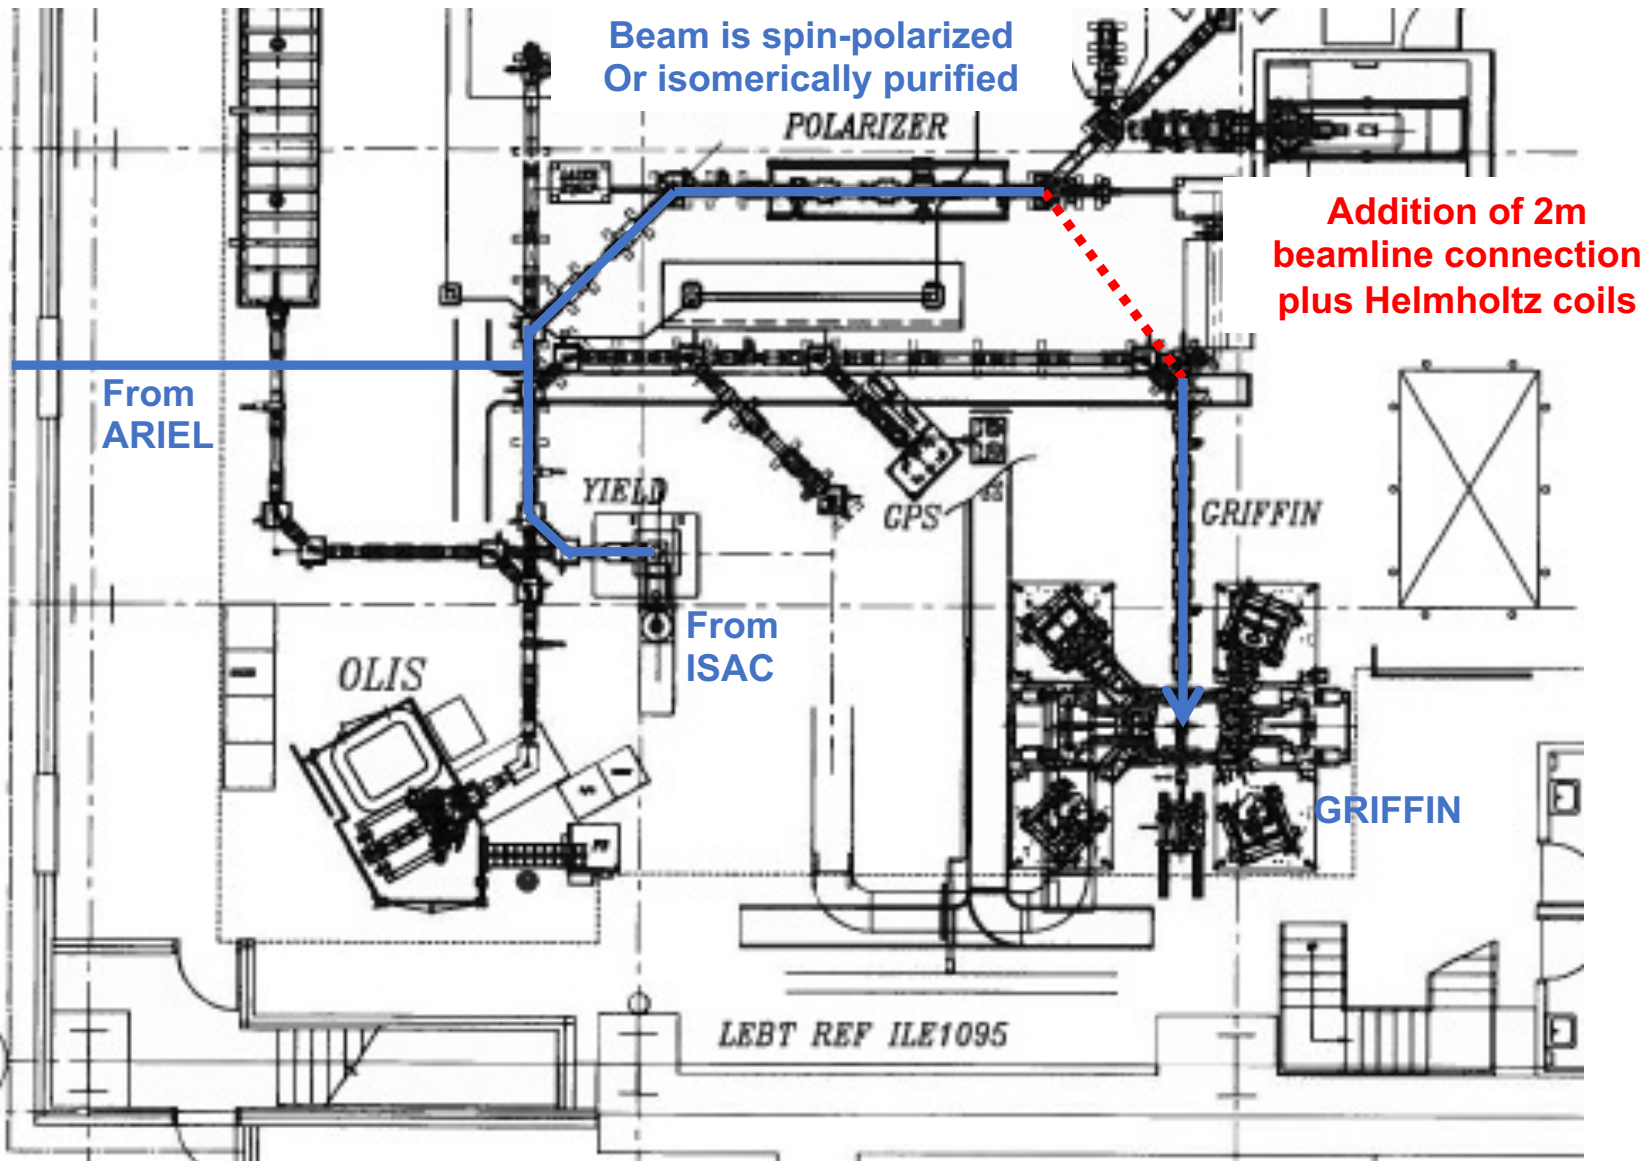 Beam is spin-polarized
Or isomerically purified
POLARIZER
Addition of 2m
beamline connection
plus Helmholtz coils
From
ARIEL
YIELD
GPS
GRIFFIN
From
ISAC
OLIS
GRIFFIN
LEBT REF ILE1095